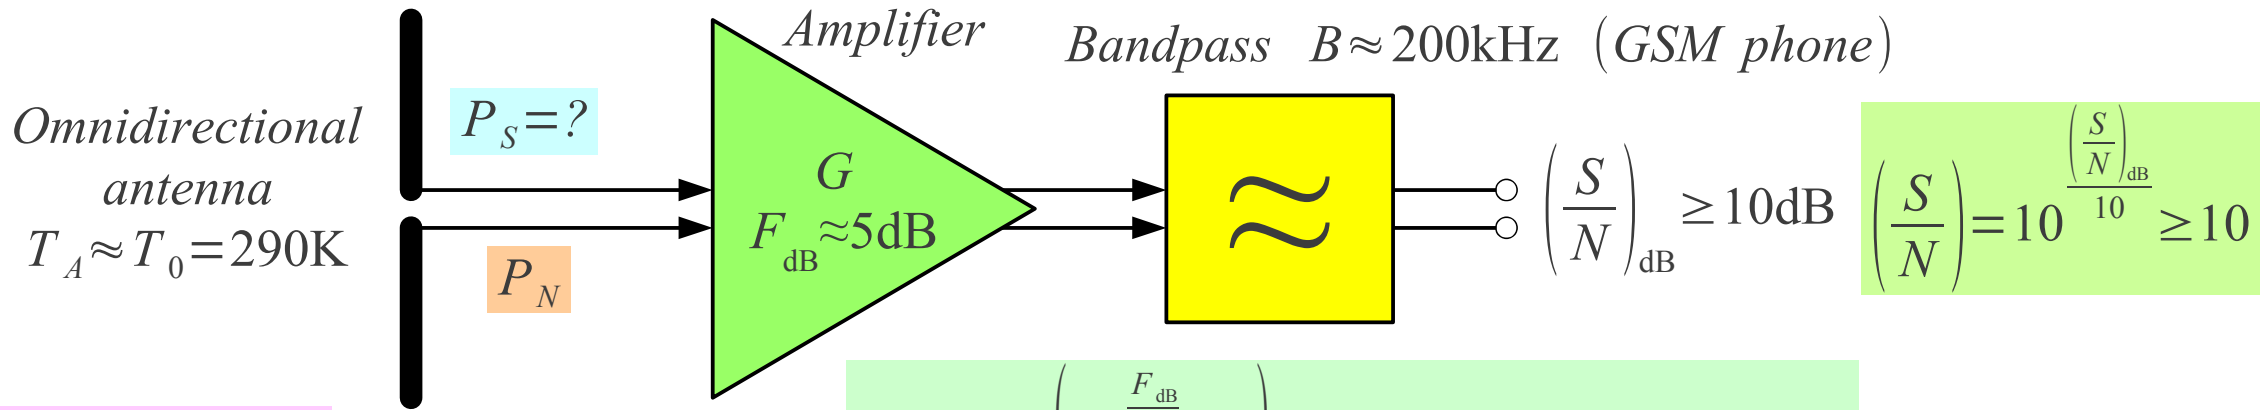 Omnidirectional
antenna
T_A≈T_0=290K
P_S=?
P_N
Amplifier
G
F_dB≈5dB
Bandpass B≈200kHz (GSM phone)
≈
(S/N)_dB ≥10dB
(S/N)=10^((S/N)_dB/10) ≥10
F_dB